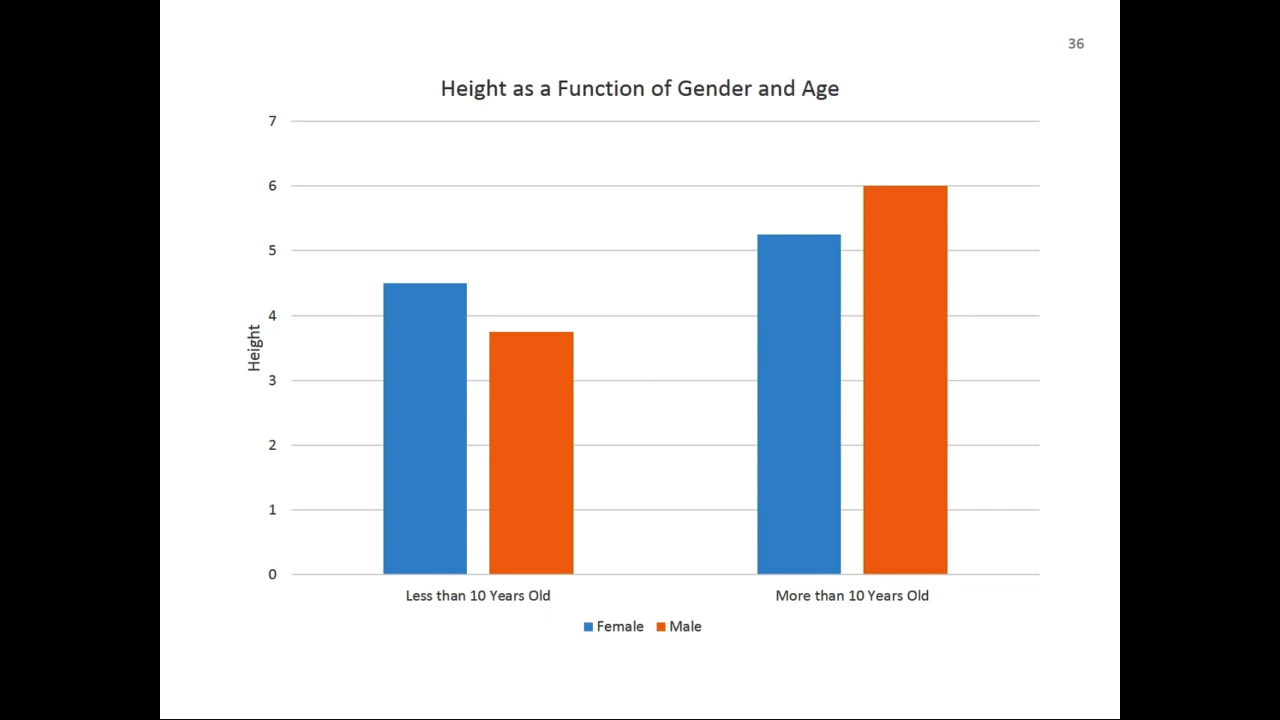 36
Height as a Function of Gender and Age
7
6
5
4
3
2
1
0
Height
Less than 10 Years Old
More than 10 Years Old
Female
Male